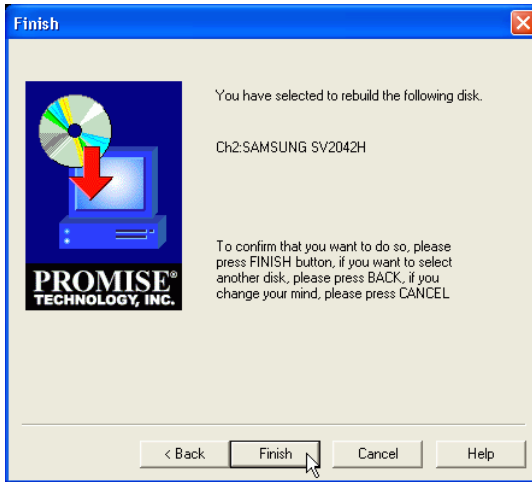 Finish
You have selected to rebuild the following disk.
Ch2:SAMSUNG SV2042H
To confirm that you want to do so, please
press FINISH button, if you want to select
another disk, please press BACK, if you
change your mind, please press CANCEL
PROMISE®
TECHNOLOGY, INC.
< Back
Finish
Cancel
Help